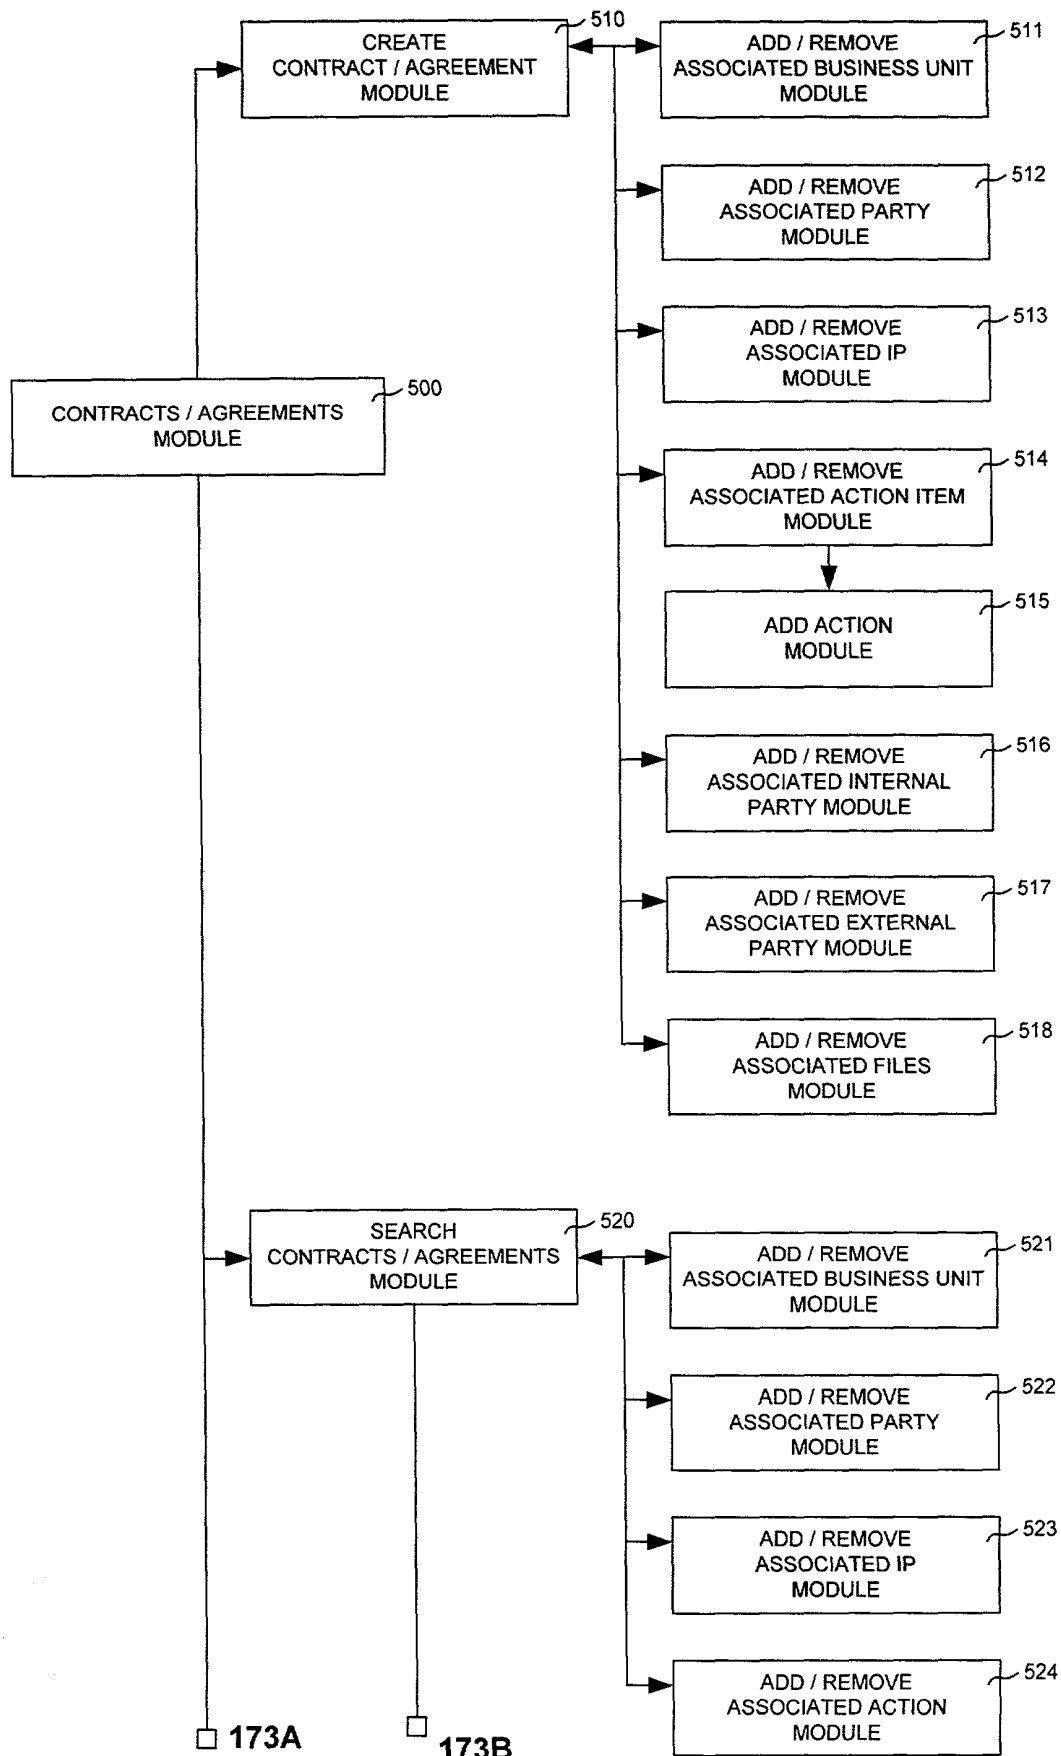 CREATE
CONTRACT / AGREEMENT
MODULE
510
ADD / REMOVE
ASSOCIATED BUSINESS UNIT
MODULE
511
ADD / REMOVE
ASSOCIATED PARTY
MODULE
512
ADD / REMOVE
ASSOCIATED IP
MODULE
513
CONTRACTS / AGREEMENTS
MODULE
500
ADD / REMOVE
ASSOCIATED ACTION ITEM
MODULE
514
ADD ACTION
MODULE
515
ADD / REMOVE
ASSOCIATED INTERNAL
PARTY MODULE
516
ADD / REMOVE
ASSOCIATED EXTERNAL
PARTY MODULE
517
ADD / REMOVE
ASSOCIATED FILES
MODULE
518
SEARCH
CONTRACTS / AGREEMENTS
MODULE
520
ADD / REMOVE
ASSOCIATED BUSINESS UNIT
MODULE
521
ADD / REMOVE
ASSOCIATED PARTY
MODULE
522
ADD / REMOVE
ASSOCIATED IP
MODULE
523
ADD / REMOVE
ASSOCIATED ACTION
MODULE
524
173A
173B